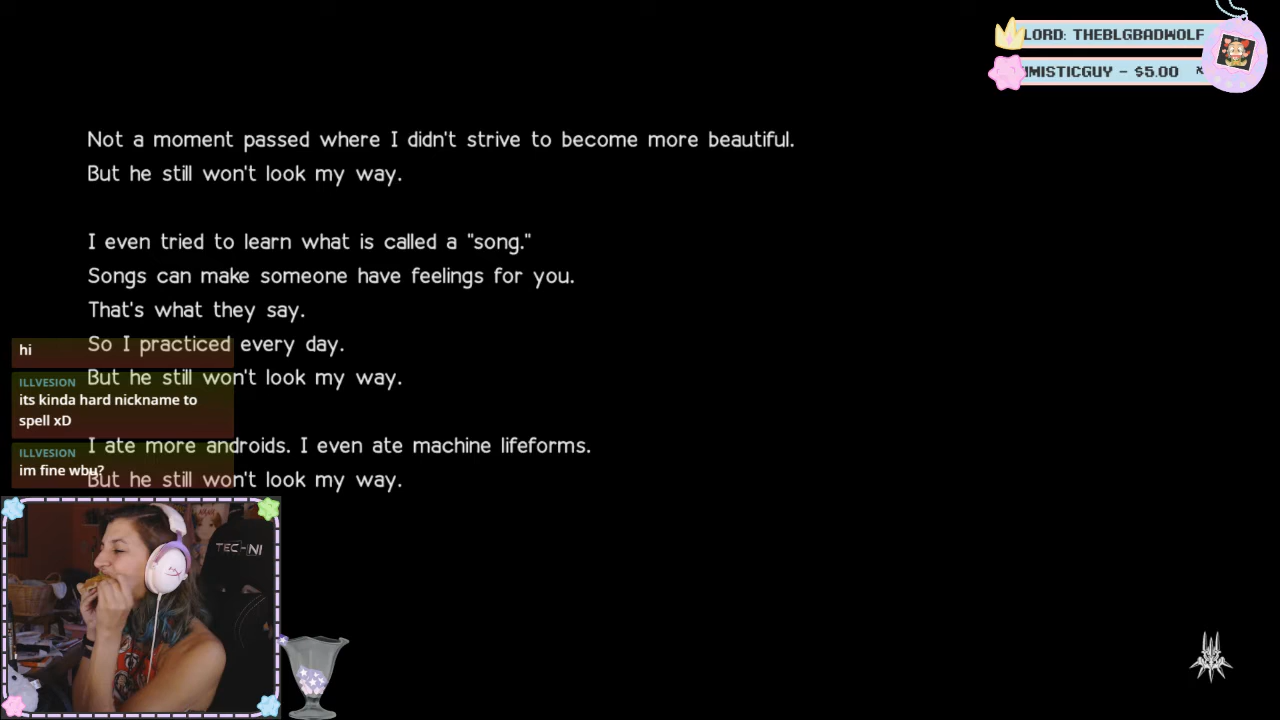 LORD: THEBLGBADWOLF
IMISTICGUY - $5.00
Not a moment passed where I didn't strive to become more beautiful.
But he still won't look my way.
I even tried to learn what is called a "song."
Songs can make someone have feelings for you.
That's what they say.
So I practiced every day.
But he still won't look my way.
I ate more androids. I even ate machine lifeforms.
But he still won't look my way.
hi
ILLVESION
its kinda hard nickname to
spell xD
ILLVESION
im fine wbu?